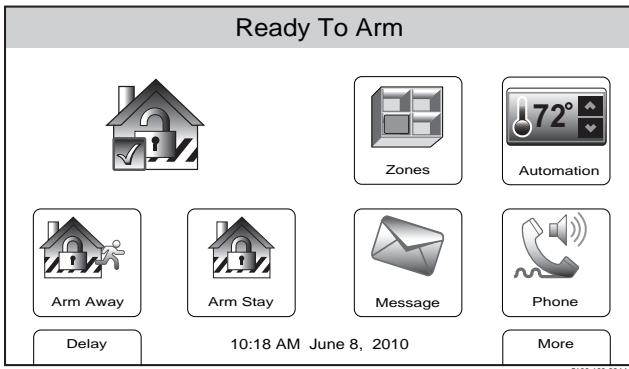 Ready To Arm
72°
Zones
Automation
Arm Away
Arm Stay
Message
Phone
Delay
10:18 AM June 8, 2010
More